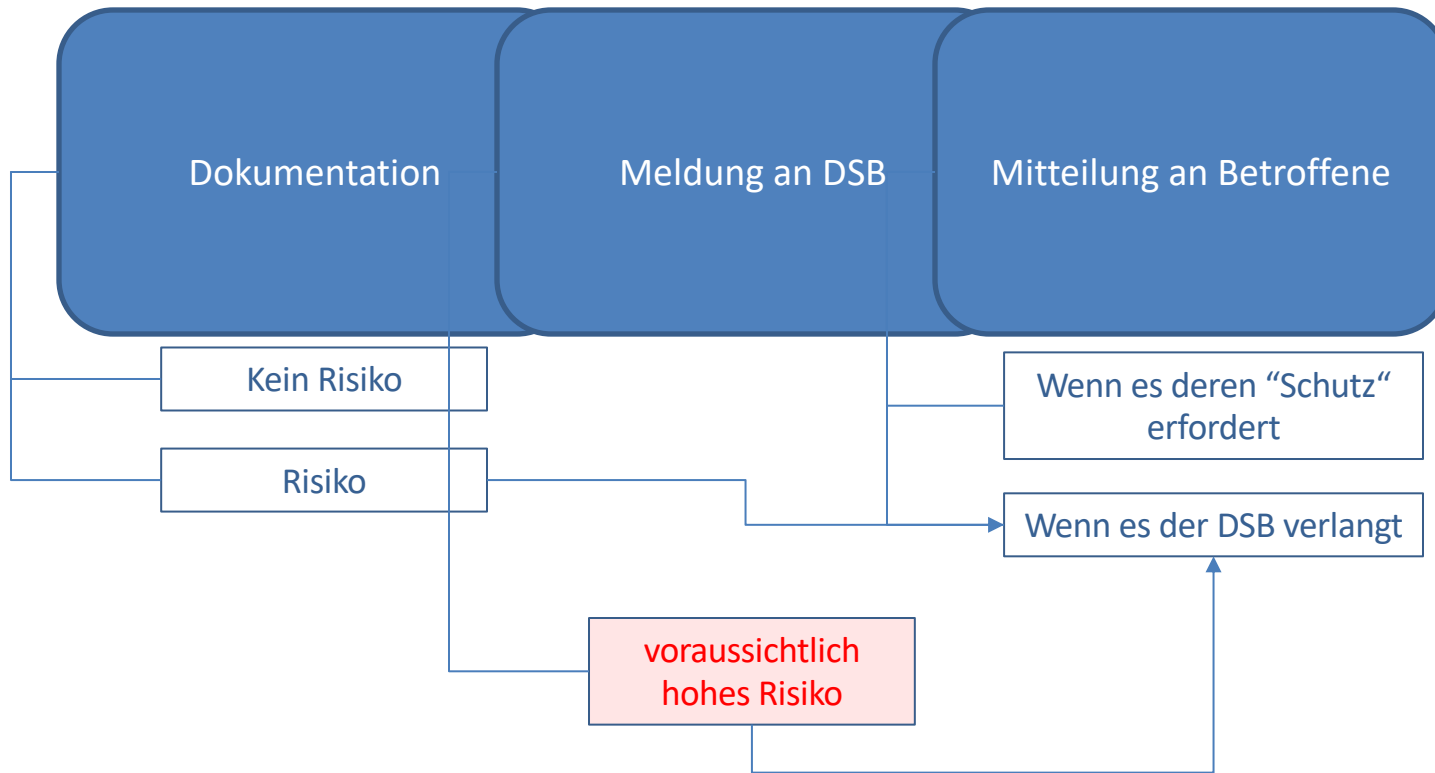 Dokumentation
Meldung an DSB
Mitteilung an Betroffene
Kein Risiko
Risiko
Wenn es deren “Schutz“
erfordert
Wenn es der DSB verlangt
voraussichtlich
hohes Risiko